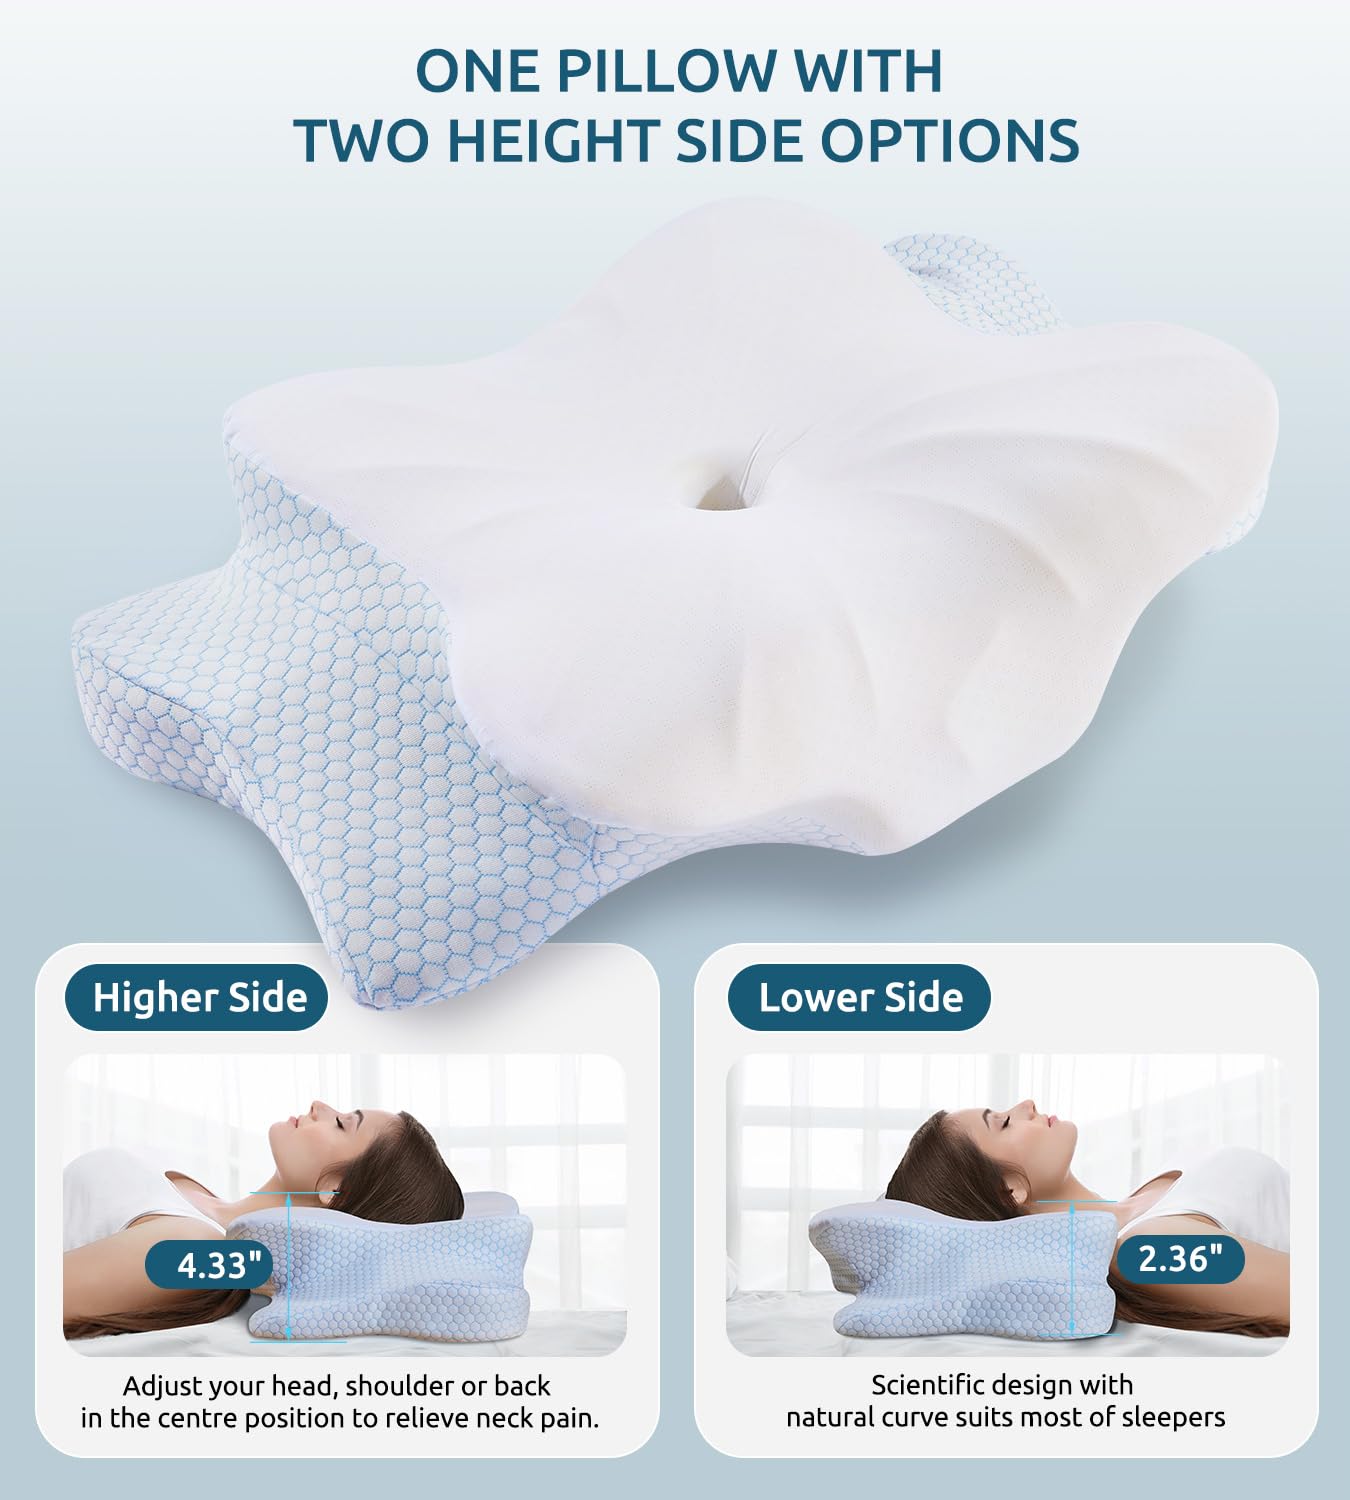 ONE PILLOW WITH
TWO HEIGHT SIDE OPTIONS
Higher Side
4.33"
Adjust your head, shoulder or back
in the centre position to relieve neck pain.
Lower Side
2.36"
Scientific design with
natural curve suits most of sleepers